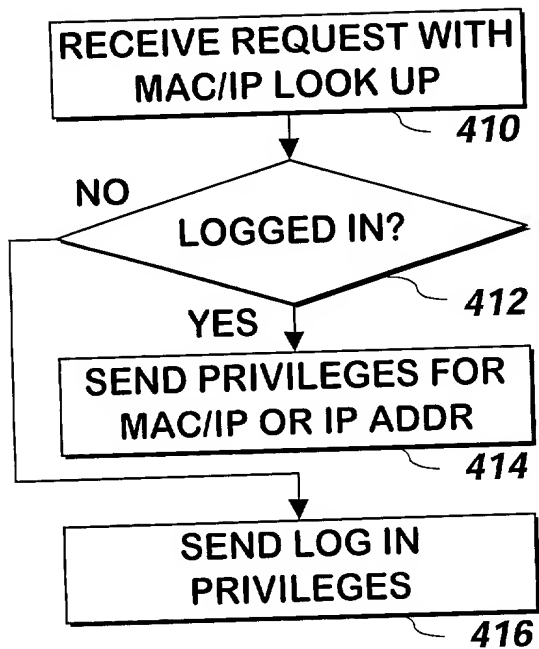 RECEIVE REQUEST WITH
MAC/IP LOOK UP
410
NO
LOGGED IN?
412
YES
SEND PRIVILEGES FOR
MAC/IP OR IP ADDR
414
SEND LOG IN
PRIVILEGES
416